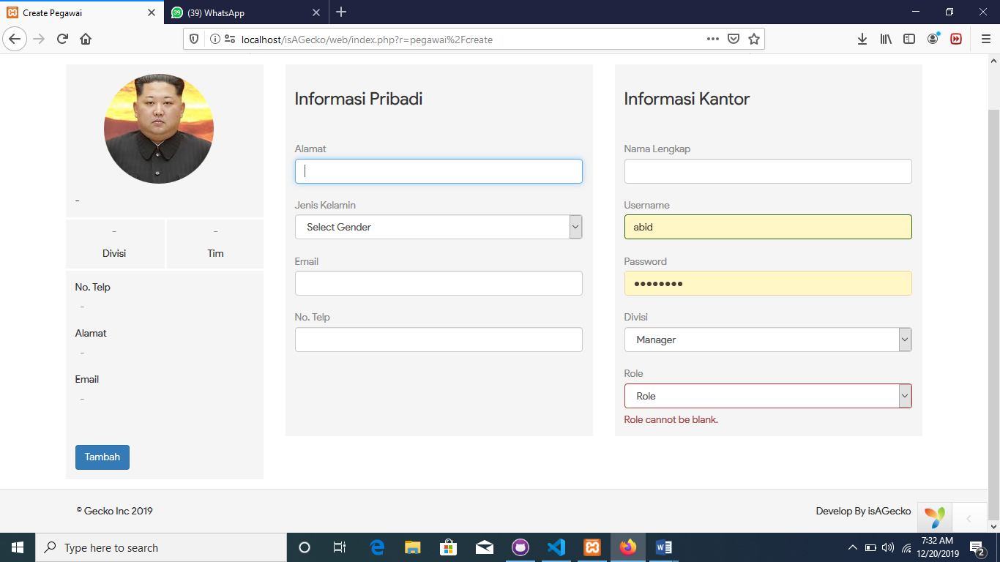 Create Pegawai
(39) WhatsApp
localhost/isAGecko/web/index.php?r=pegawai%2Fcreate
-
-
Divisi
-
Tim
No. Telp
-
Alamat
-
Email
-
Tambah
Informasi Pribadi
Alamat
Jenis Kelamin
Select Gender
Email
No. Telp
Informasi Kantor
Nama Lengkap
Username
abid
Password
●●●●●●●●
Divisi
Manager
Role
Role
Role cannot be blank.
© Gecko Inc 2019
Develop By isAGecko
Type here to search
7:32 AM
12/20/2019
2